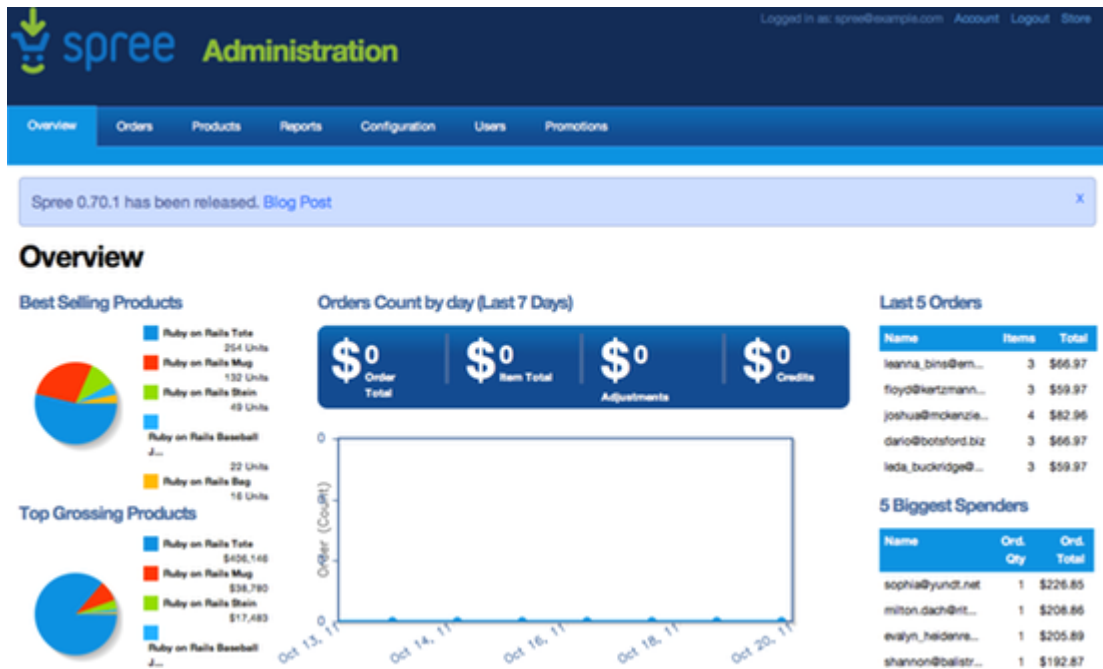 Logged in as: spree@example.com Account Logout Store
spree Administration
Overview Orders Products Reports Configuration Users Promotions
Spree 0.70.1 has been released. Blog Post X
Overview
Best Selling Products
Ruby on Rails Tote
254 Units
Ruby on Rails Mug
132 Units
Ruby on Rails Stein
49 Units
Ruby on Rails Baseball
J...
22 Units
Ruby on Rails Bag
16 Units
Top Grossing Products
Ruby on Rails Tote
$406,146
Ruby on Rails Mug
$38,780
Ruby on Rails Stein
$17,483
Ruby on Rails Baseball
J...
Orders Count by day (Last 7 Days)
$0 Order Total
$0 Item Total
$0 Adjustments
$0 Credits
0
Order (Count)
0
Oct 13, 11 Oct 14, 11 Oct 16, 11 Oct 18, 11 Oct 20, 11
Last 5 Orders
Name Items Total
leanna_bins@ern... 3 $66.97
floyd@kertzmann... 3 $59.97
joshua@mckenzie... 4 $82.96
dario@botsford.biz 3 $66.97
leda_buckridge@... 3 $59.97
5 Biggest Spenders
Name Ord. Qty Ord. Total
sophia@yundt.net 1 $226.85
milton.dach@rit... 1 $208.86
evalyn_heidenre... 1 $205.89
shannon@balistr... 1 $192.87